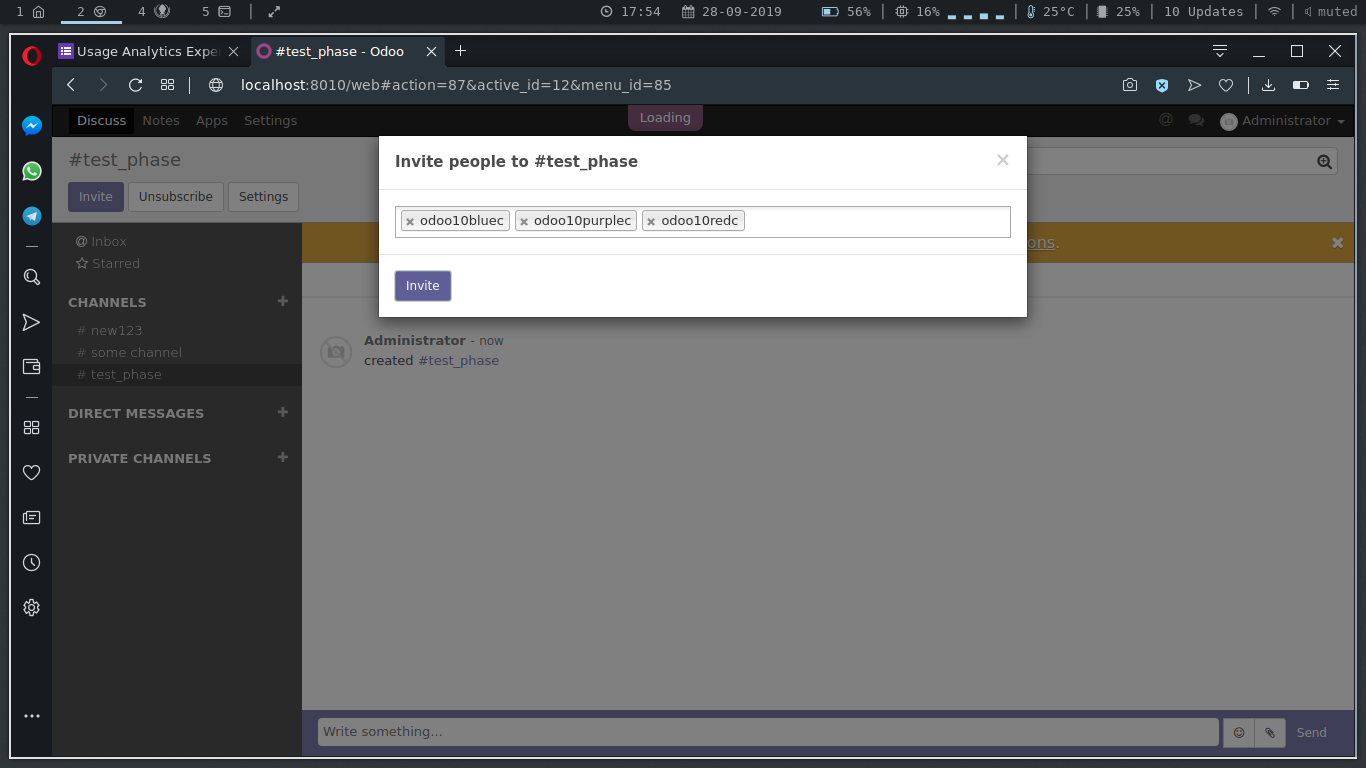 1 2 4 5 17:54 28-09-2019 56% 16% 25°C 25% 10 Updates muted
Usage Analytics Expe #test_phase - Odoo
localhost:8010/web#action=87&active_id=12&menu_id=85
Discuss Notes Apps Settings Loading @ Administrator
#test_phase
Invite Unsubscribe Settings
Invite people to #test_phase ×
odoo10bluec odoo10purplec odoo10redc
Invite
ons.
@ Inbox
Starred
CHANNELS +
# new123
# some channel
# test_phase
DIRECT MESSAGES +
PRIVATE CHANNELS +
Administrator - now
created #test_phase
Write something...
Send